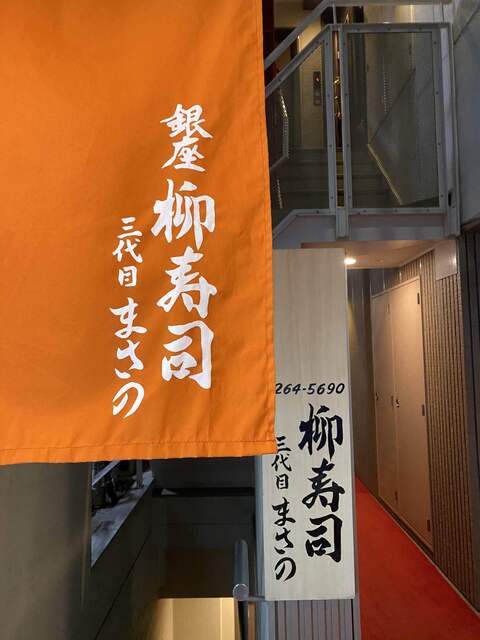 銀座
柳寿司
三代目 まさの
264-5690
柳寿司
三代目 まさの